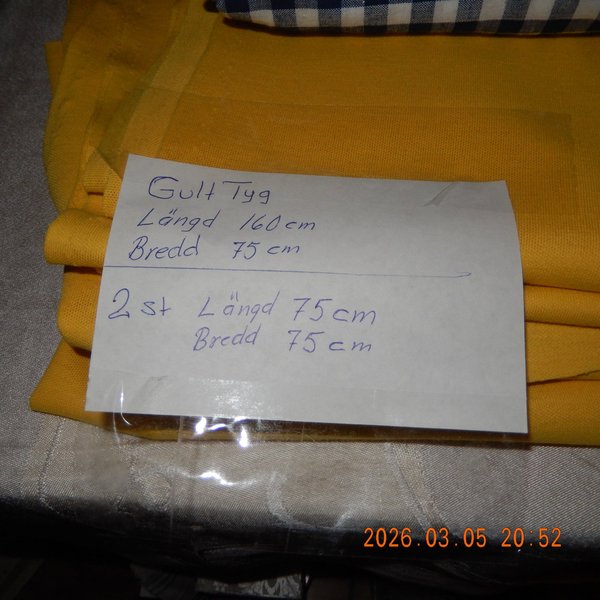 Gult Tyg
Längd 160 cm
Bredd 75 cm
2 st Längd 75 cm
Bredd 75 cm
2026.03.05 20:52